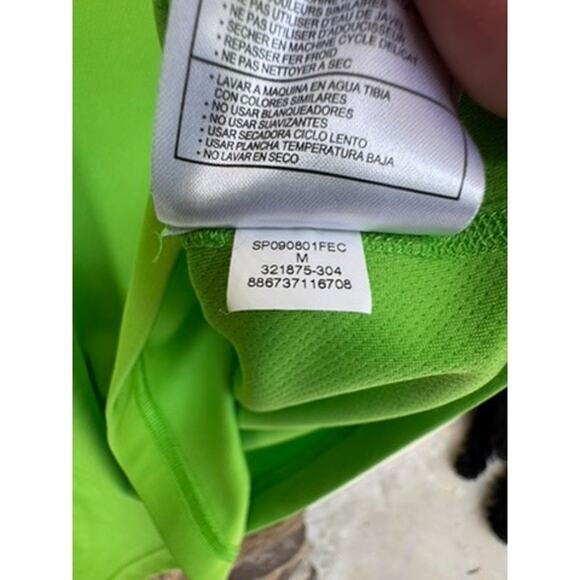 COULEURS SIMILAIRES
• NE PAS UTILISER D'EAU DE JAVEL
• NE PAS UTILISER D'ADOUCISSEUR
• SECHER EN MACHINE CYCLE DELICAT
• REPASSER FER FROID
• NE PAS NETTOYER A SEC
• LAVAR A MAQUINA EN AGUA TIBIA
CON COLORES SIMILARES
• NO USAR BLANQUEADORES
• NO USAR SUAVIZANTES
• USAR SECADORA CICLO LENTO
• USAR PLANCHA TEMPERATURA BAJA
• NO LAVAR EN SECO
SP090801FEC
M
321875-304
886737116708